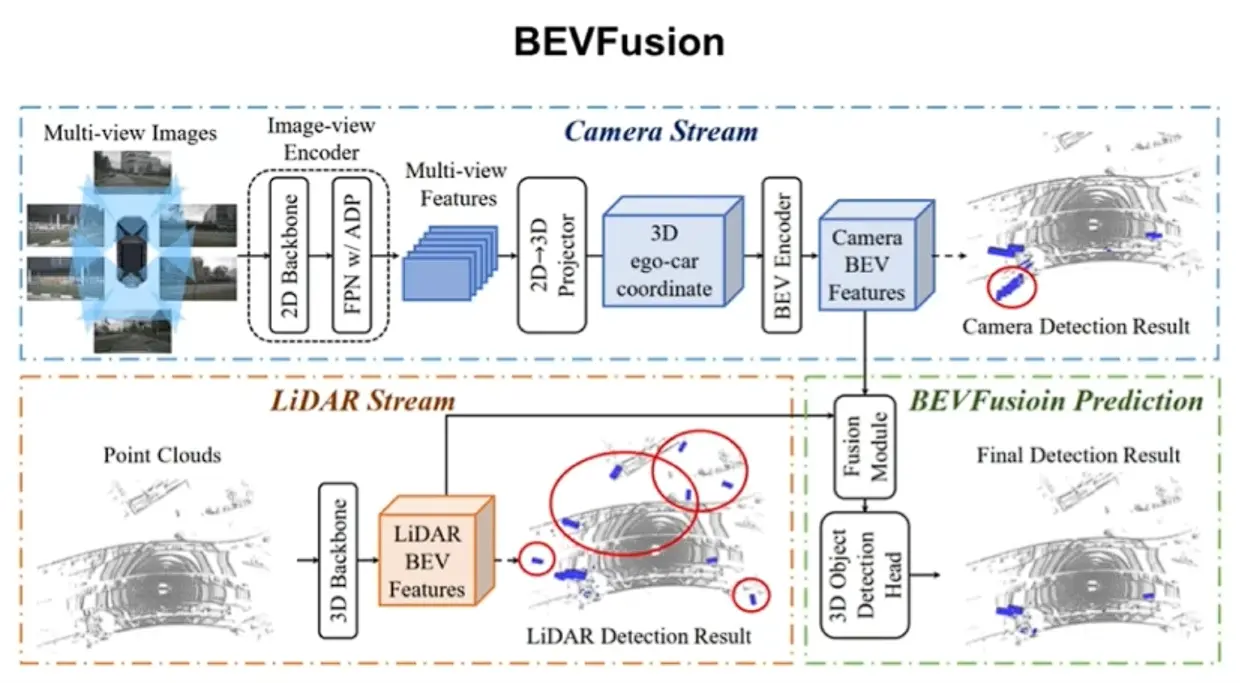 BEVFusion
Camera Stream
Multi-view Images
Image-view
Encoder
2D Backbone
FPN w/ ADP
Multi-view
Features
2D→3D
Projector
3D
ego-car
coordinate
BEV Encoder
Camera
BEV
Features
Camera Detection Result
LiDAR Stream
Point Clouds
3D Backbone
LiDAR
BEV
Features
LiDAR Detection Result
BEVFusioin Prediction
Fusion
Module
3D Object
Detection
Head
Final Detection Result